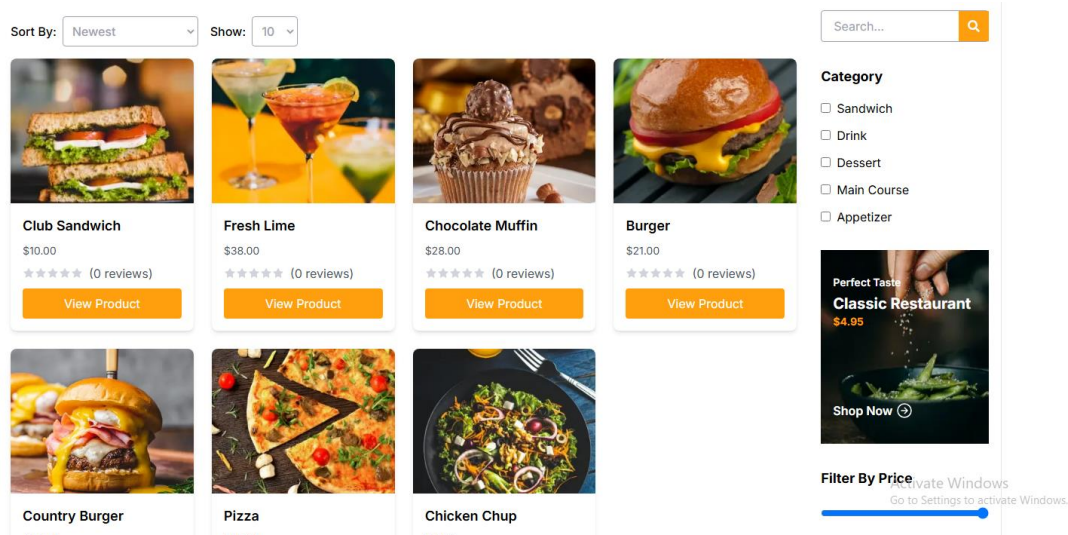 Sort By: Newest Show: 10
Search...
Club Sandwich
$10.00
(0 reviews)
View Product
Fresh Lime
$38.00
(0 reviews)
View Product
Chocolate Muffin
$28.00
(0 reviews)
View Product
Burger
$21.00
(0 reviews)
View Product
Country Burger
Pizza
Chicken Chup
Category
Sandwich
Drink
Dessert
Main Course
Appetizer
Perfect Taste
Classic Restaurant
$4.95
Shop Now
Filter By Price
Activate Windows
Go to Settings to activate Windows.